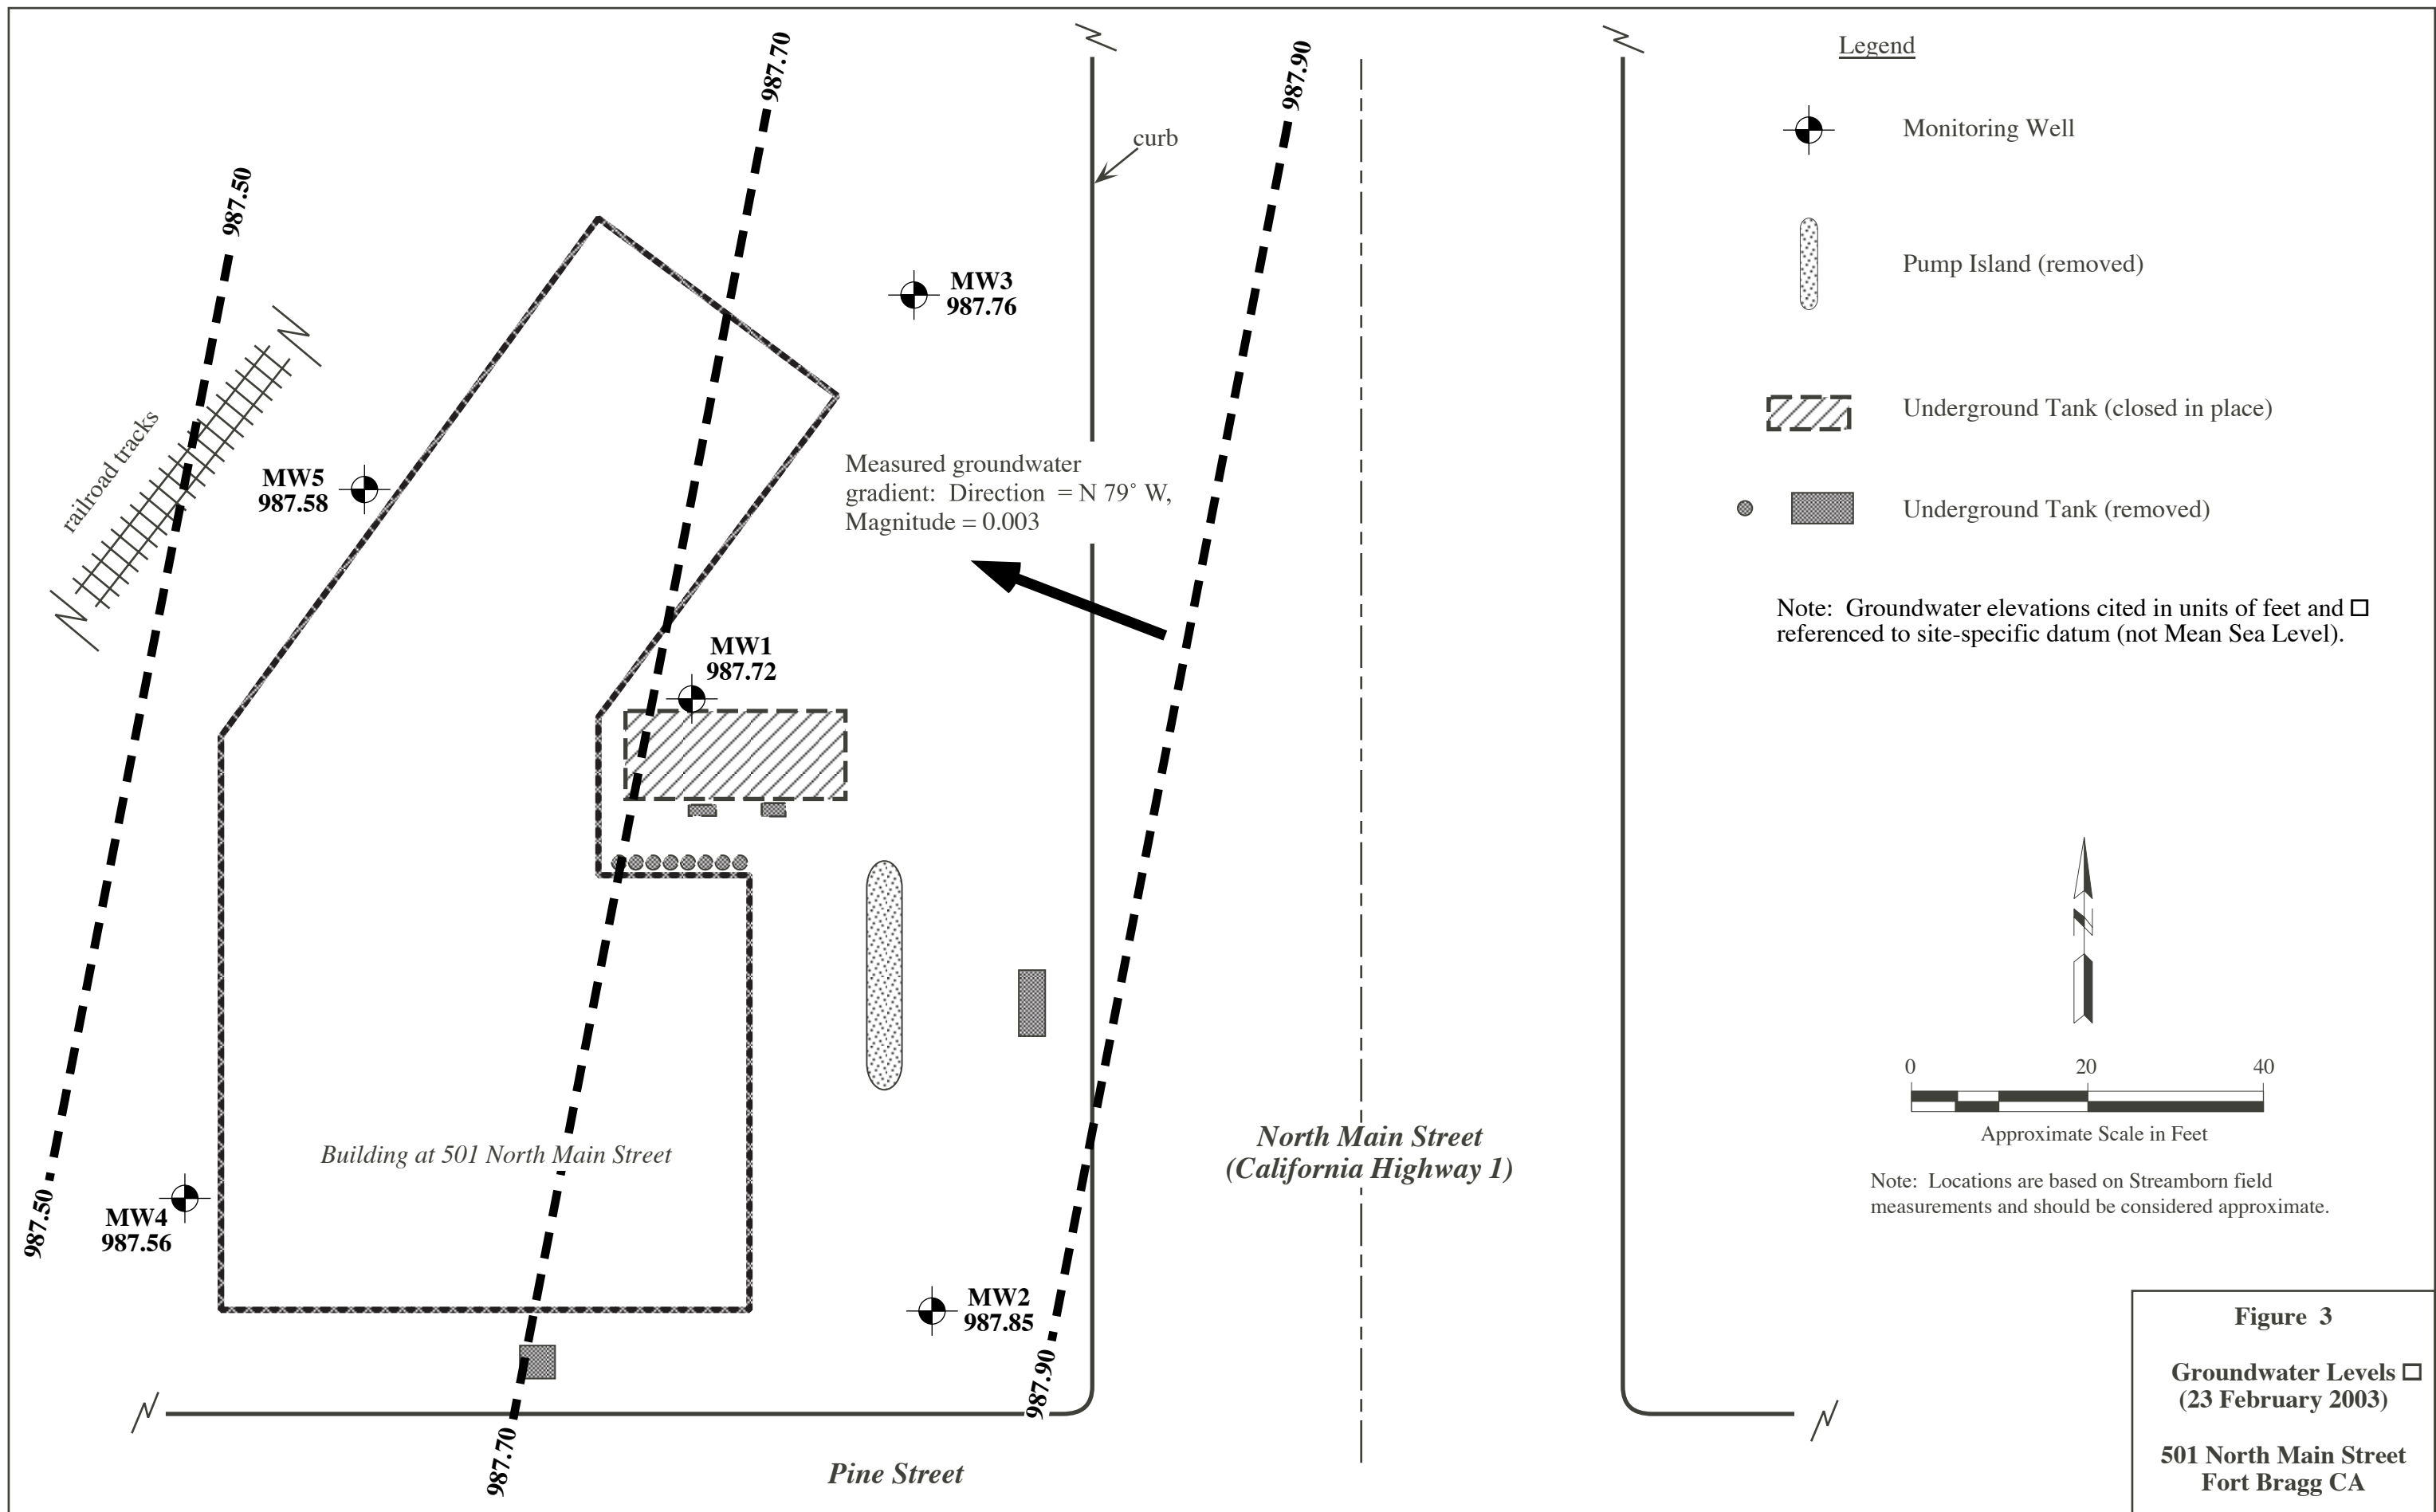 987.50
987.70
987.90
curb
MW3
987.76
railroad tracks
MW5
987.58
Measured groundwater
gradient:  Direction  = N 79° W,
Magnitude = 0.003
MW1
987.72
Building at 501 North Main Street
North Main Street
(California Highway 1)
987.50
MW4
987.56
MW2
987.85
987.90
987.70
Pine Street
Legend
Monitoring Well
Pump Island (removed)
Underground Tank (closed in place)
Underground Tank (removed)
Note:  Groundwater elevations cited in units of feet and □
referenced to site-specific datum (not Mean Sea Level).
N
0 20 40
Approximate Scale in Feet
Note:  Locations are based on Streamborn field
measurements and should be considered approximate.
Figure  3
Groundwater Levels □
(23 February 2003)
501 North Main Street
Fort Bragg CA